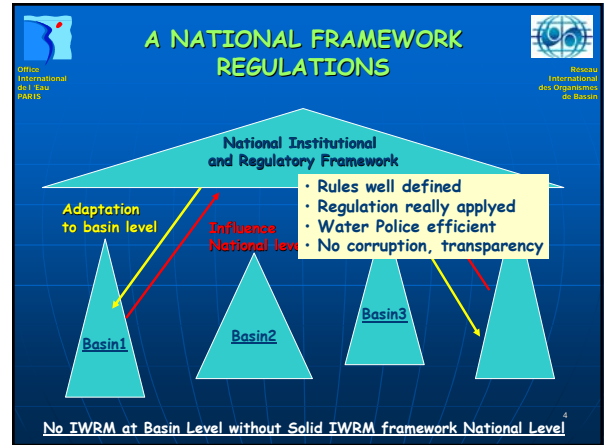 A NATIONAL FRAMEWORK
REGULATIONS
Office
International
de l 'Eau
PARIS
Réseau
International
des Organismes
de Bassin
National Institutional
and Regulatory Framework
• Rules well defined
• Regulation really applyed
• Water Police efficient
• No corruption, transparency
Adaptation
to basin level
Influence
National leve
Basin1
Basin2
Basin3
4
No IWRM at Basin Level without Solid IWRM framework National Level